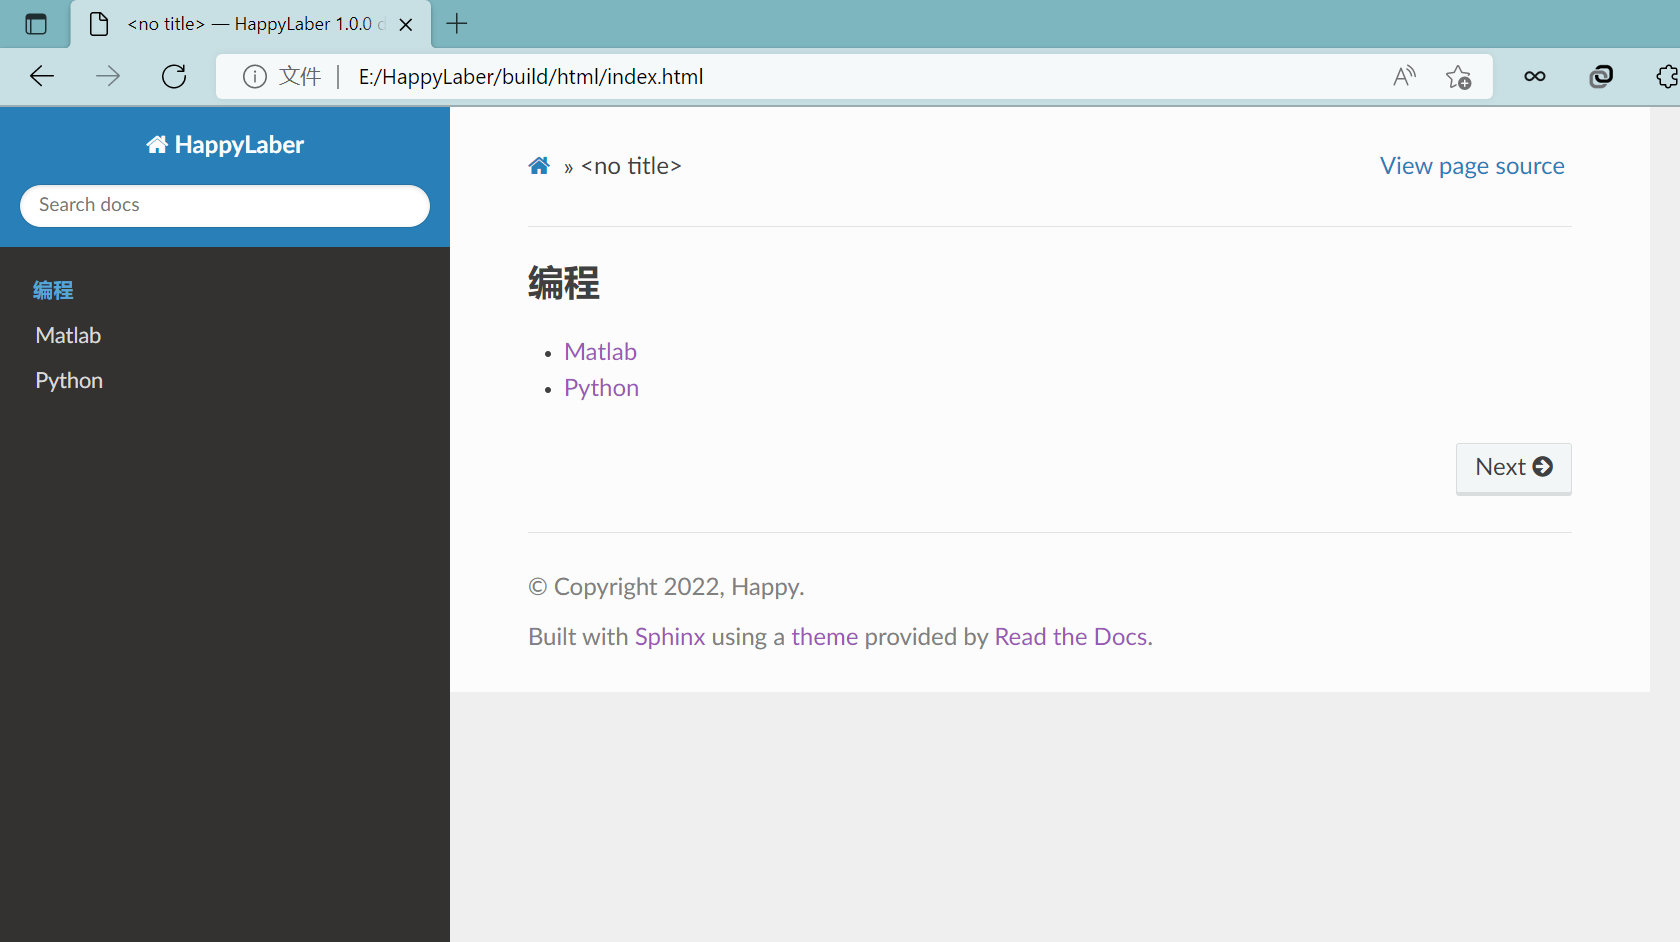 <no title> — HappyLaber 1.0.0 d
文件 | E:/HappyLaber/build/html/index.html
HappyLaber
Search docs
编程
Matlab
Python
» <no title>
View page source
编程
• Matlab
• Python
Next
© Copyright 2022, Happy.
Built with Sphinx using a theme provided by Read the Docs.